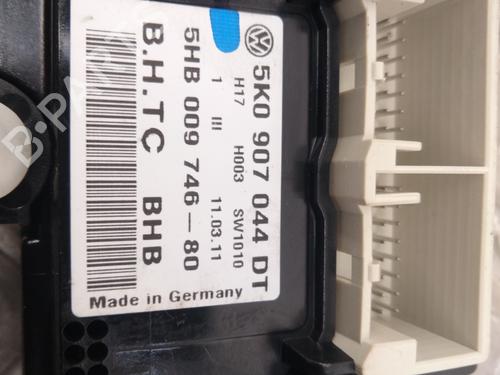 5K0 907 044 DT
H17 H003 SW1010
1 III 11.03.11
5HB 009 746-80
B.H.TC BHB
Made in Germany
B-PARTS